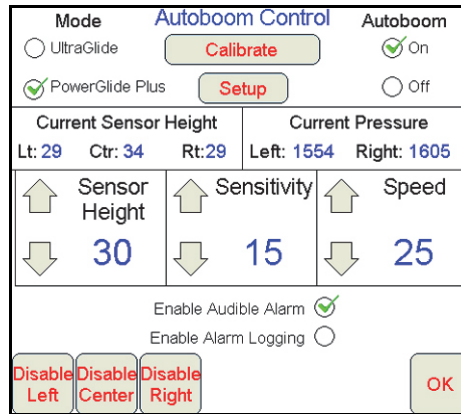 Mode Autoboom Control Autoboom
UltraGlide Calibrate On
PowerGlide Plus Setup Off
Current Sensor Height Current Pressure
Lt: 29 Ctr: 34 Rt:29 Left: 1554 Right: 1605
Sensor Height Sensitivity Speed
30 15 25
Enable Audible Alarm
Enable Alarm Logging
Disable Left Disable Center Disable Right OK